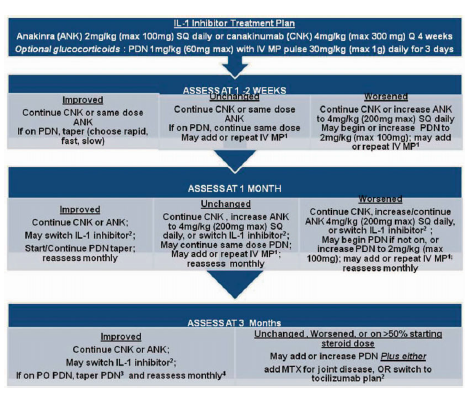 IL-1 Inhibitor Treatment Plan
Anakinra (ANK) 2mg/kg (max 100mg) SQ daily or canakinumab (CNK) 4mg/kg (max 300 mg) Q 4 weeks
Optional glucocorticoids : PDN 1mg/kg (60mg max) with IV MP pulse 30mg/kg (max 1g) daily for 3 days
ASSESS AT 1 -2 WEEKS
Improved
Continue CNK or same dose
ANK
If on PDN, taper (choose rapid,
fast, slow)
Unchanged
Continue CNK or same dose
ANK
If on PDN, continue same dose
May add or repeat IV MP¹
Worsened
Continue CNK or increase ANK
to 4mg/kg (200mg max) SQ daily
May begin or increase PDN to
2mg/kg (max 100mg); may add
or repeat IV MP¹
ASSESS AT 1 MONTH
Improved
Continue CNK or ANK;
May switch IL-1 inhibitor²;
Start/Continue PDN taper;
reassess monthly
Unchanged
Continue CNK , increase ANK
to 4mg/kg (200mg max) SQ
daily, or switch IL-1 inhibitor²;
May continue same dose PDN;
May add or repeat IV MP¹;
reassess monthly
Worsened
Continue CNK, increase/continue
ANK 4mg/kg (200mg max) SQ daily,
or switch IL-1 inhibitor² ;
May begin PDN if not on, or
increase PDN to 2mg/kg (max
100mg); may add or repeat IV MP¹;
reassess monthly
ASSESS AT 3 Months
Improved
Continue CNK or ANK;
May switch IL-1 inhibitor²;
If on PO PDN, taper PDN³ and reassess monthly⁴
Unchanged , Worsened, or on >50% starting
steroid dose
May add or increase PDN Plus either
add MTX for joint disease, OR switch to
tocilizumab plan²